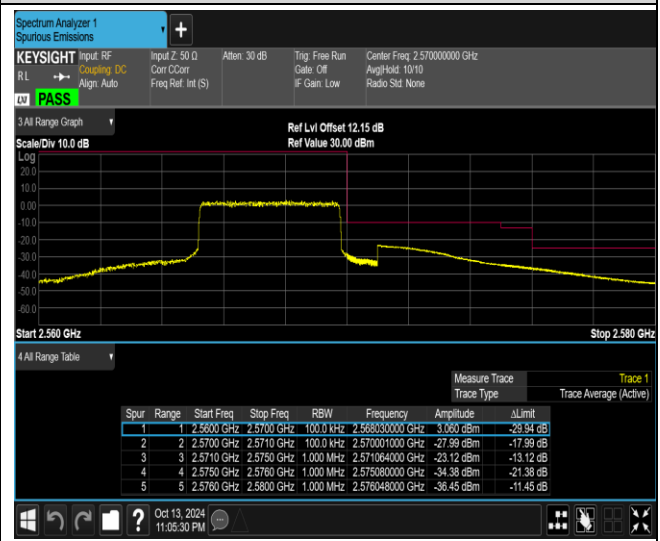 Spectrum Analyzer 1
Spurious Emissions
+
KEYSIGHT Input: RF Input Z: 50 Ω Atten: 30 dB Trig: Free Run Center Freq: 2.570000000 GHz
RL Coupling: DC Corr CCorr Gate: Off Avg|Hold: 10/10
Align: Auto Freq Ref: Int (S) IF Gain: Low Radio Std: None
LXI PASS
3 All Range Graph
Ref Lvl Offset 12.15 dB
Scale/Div 10.0 dB Ref Value 30.00 dBm
Log
20.0
10.0
0.00
-10.0
-20.0
-30.0
-40.0
-50.0
-60.0
Start 2.560 GHz Stop 2.580 GHz
4 All Range Table
Measure Trace Trace 1
Trace Type Trace Average (Active)
Spur Range Start Freq Stop Freq RBW Frequency Amplitude ΔLimit
1 1 2.5600 GHz 2.5700 GHz 100.0 kHz 2.568030000 GHz 3.060 dBm -29.94 dB
2 2 2.5700 GHz 2.5710 GHz 100.0 kHz 2.570001000 GHz -27.99 dBm -17.99 dB
3 3 2.5710 GHz 2.5750 GHz 1.000 MHz 2.571064000 GHz -23.12 dBm -13.12 dB
4 4 2.5750 GHz 2.5760 GHz 1.000 MHz 2.575080000 GHz -34.38 dBm -21.38 dB
5 5 2.5760 GHz 2.5800 GHz 1.000 MHz 2.576048000 GHz -36.45 dBm -11.45 dB
? Oct 13, 2024
11:05:30 PM